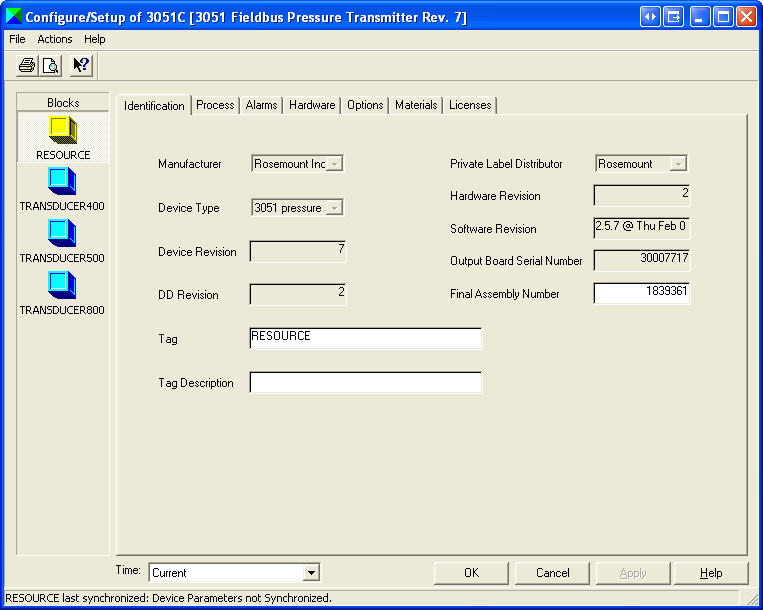 Configure/Setup of 3051C [3051 Fieldbus Pressure Transmitter Rev. 7]
File Actions Help
Blocks
RESOURCE
TRANSDUCER400
TRANSDUCER500
TRANSDUCER800
Identification Process Alarms Hardware Options Materials Licenses
Manufacturer Rosemount Inc
Private Label Distributor Rosemount
Hardware Revision 2
Device Type 3051 pressure
Software Revision 2.5.7 @ Thu Feb 0
Device Revision 7
Output Board Serial Number 30007717
DD Revision 2
Final Assembly Number 1839361
Tag RESOURCE
Tag Description
Time: Current
OK Cancel Apply Help
RESOURCE last synchronized: Device Parameters not Synchronized.